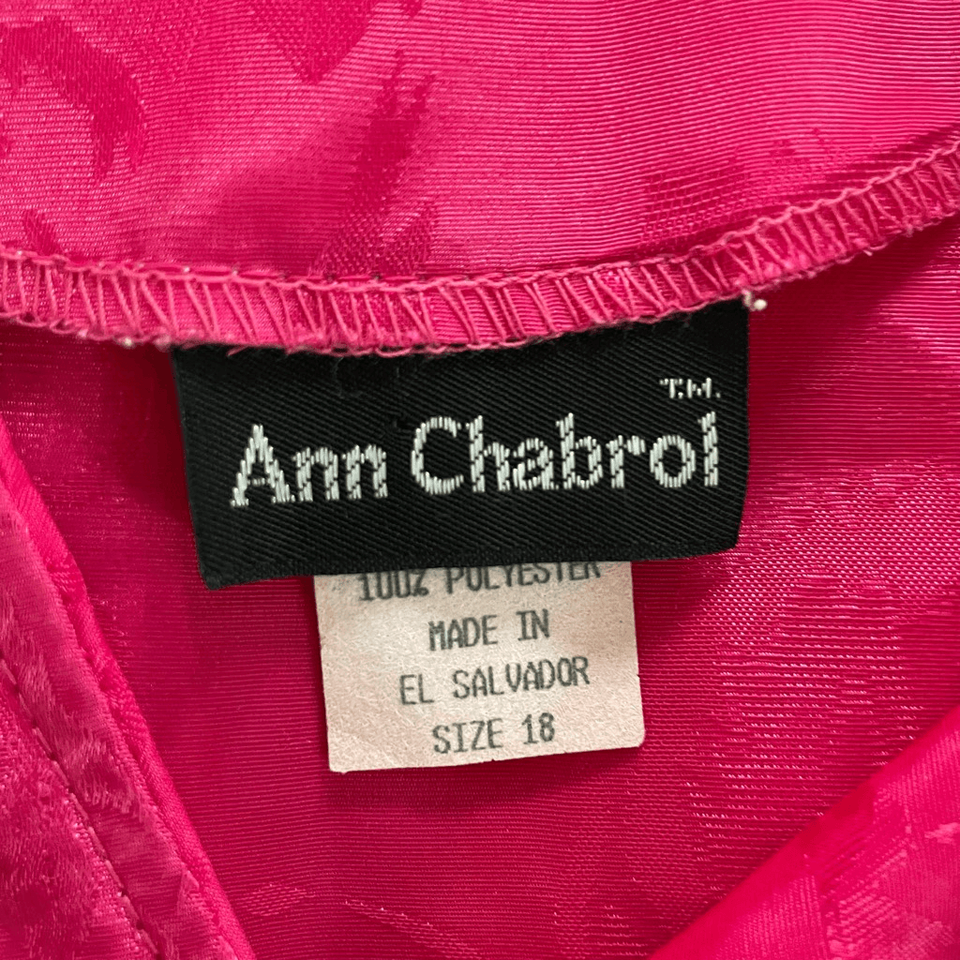 T.M.
Ann Chabrol
100% POLYESTER
MADE IN
EL SALVADOR
SIZE 18